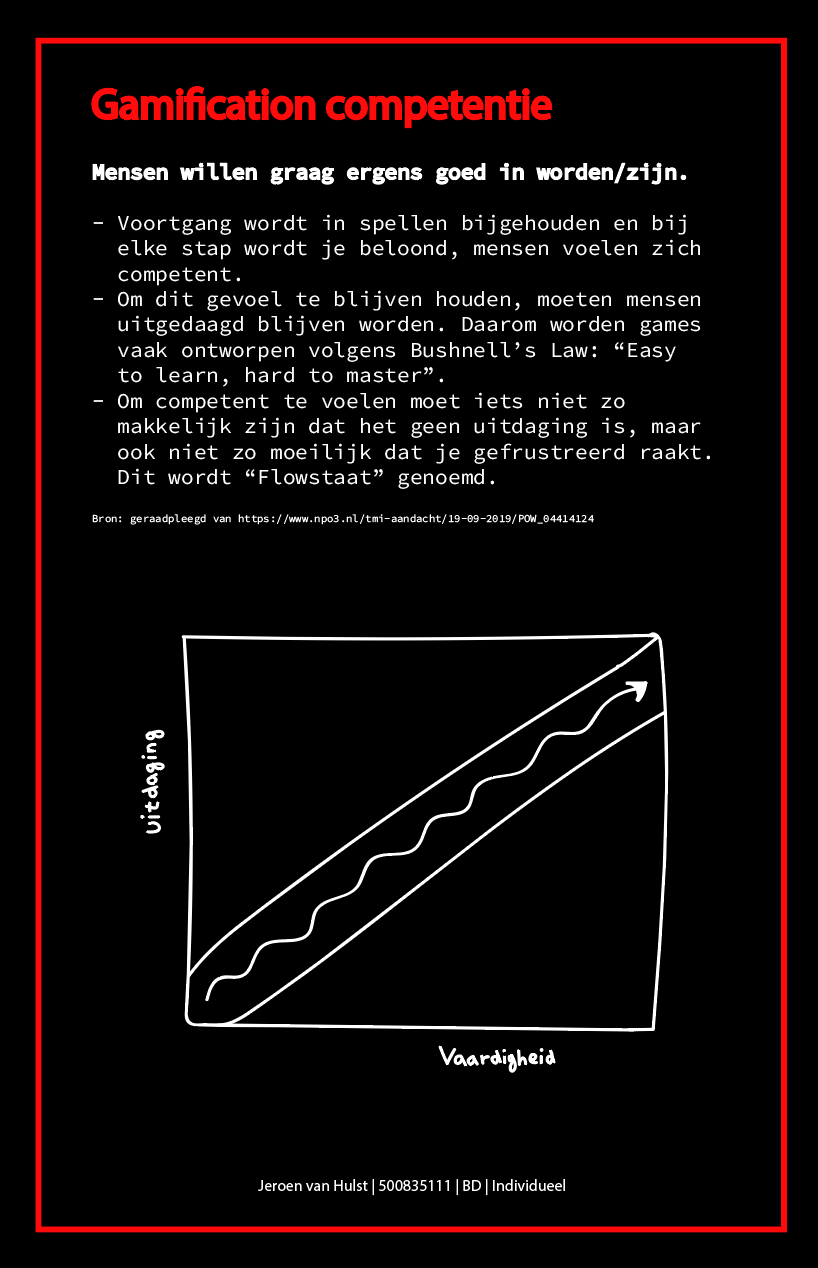 Gamification competentie
Mensen willen graag ergens goed in worden/zijn.
- Voortgang wordt in spellen bijgehouden en bij
elke stap wordt je beloond, mensen voelen zich
competent.
- Om dit gevoel te blijven houden, moeten mensen
uitgedaagd blijven worden. Daarom worden games
vaak ontworpen volgens Bushnell’s Law: “Easy
to learn, hard to master”.
- Om competent te voelen moet iets niet zo
makkelijk zijn dat het geen uitdaging is, maar
ook niet zo moeilijk dat je gefrustreerd raakt.
Dit wordt “Flowstaat” genoemd.
Bron: geraadpleegd van https://www.npo3.nl/tmi-aandacht/19-09-2019/POW_04414124
Uitdaging
Vaardigheid
Jeroen van Hulst | 500835111 | BD | Individueel